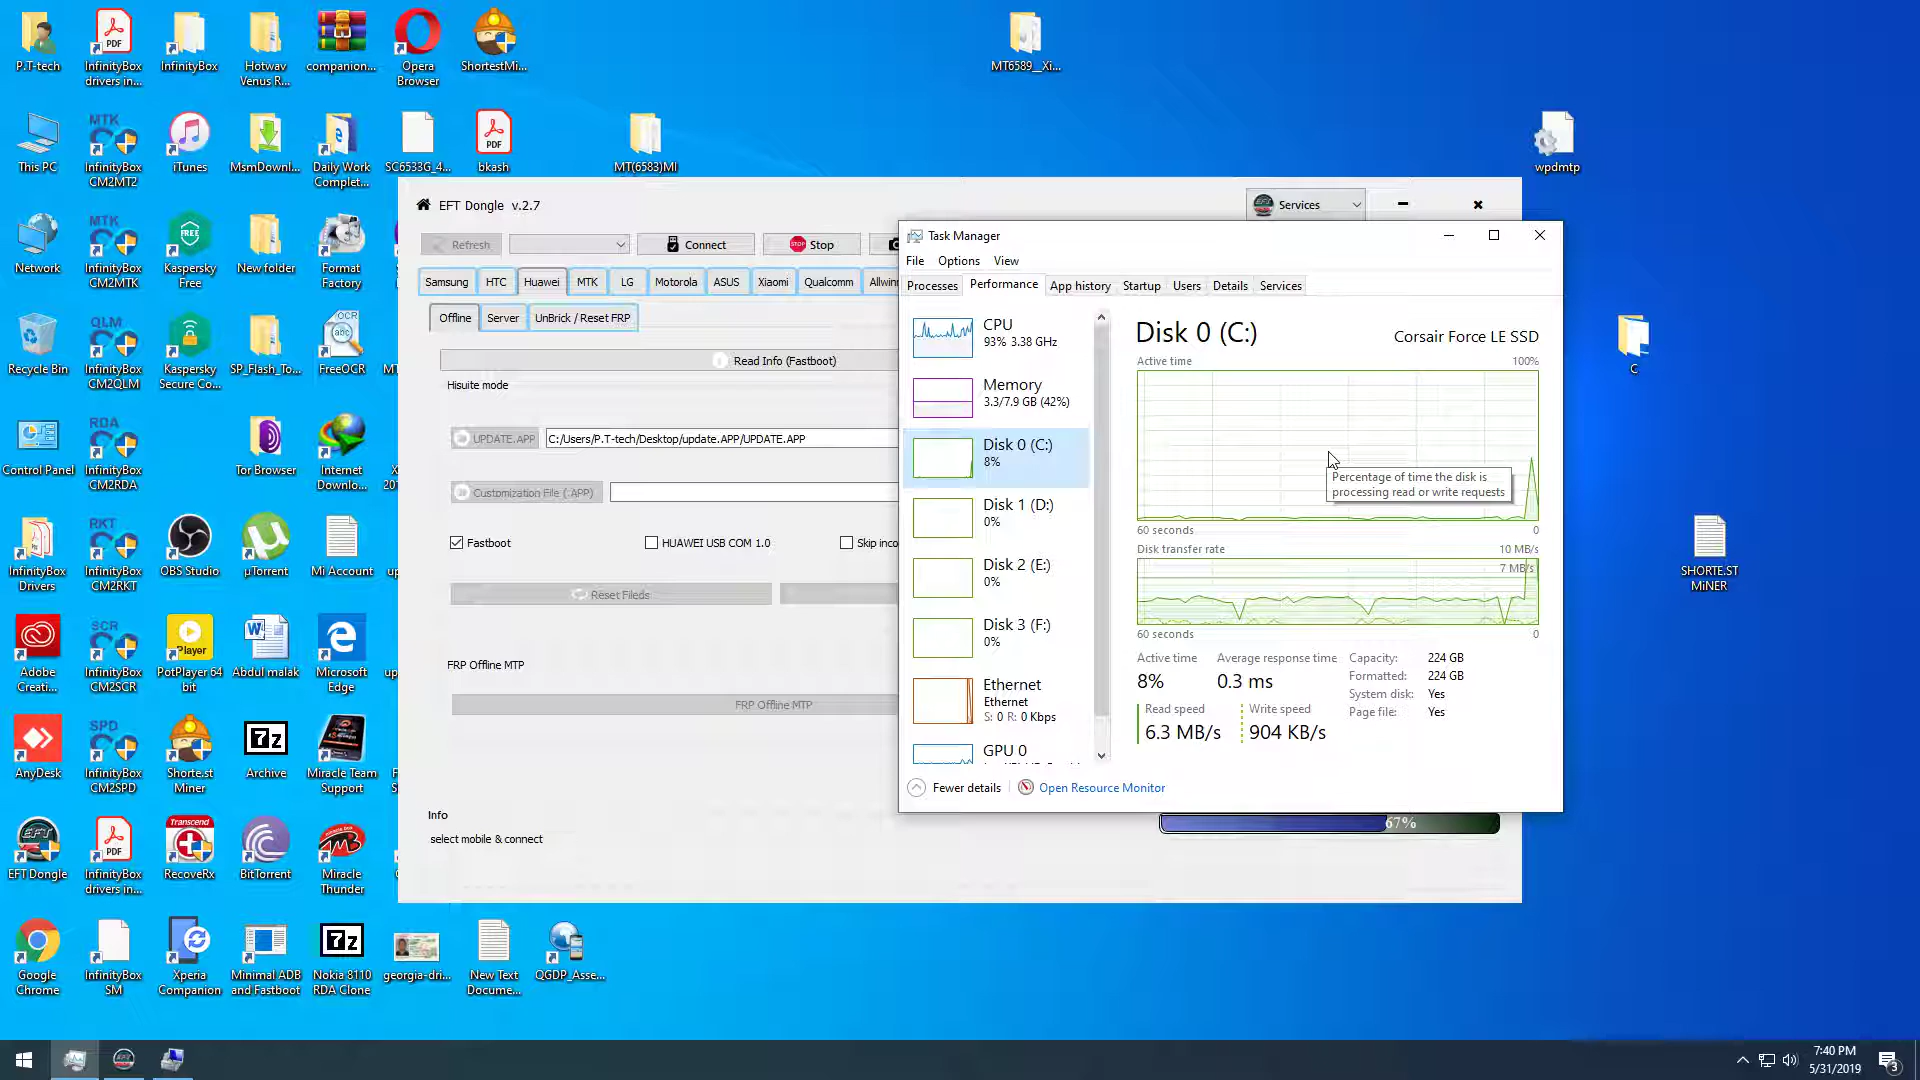 P.T-tech
InfinityBox
drivers in...
InfinityBox
Hotwav
Venus R...
companion...
Opera
Browser
ShortestMi...
MT6589__Xi...
This PC
InfinityBox
CM2MT2
iTunes
MsmDownl...
Daily Work
Complet...
SC6533G_4...
bkash
MT(6583)MI
wpdmtp
Network
InfinityBox
CM2MTK
Kaspersky
Free
New folder
Format
Factory
Recycle Bin
InfinityBox
CM2QLM
Kaspersky
Secure Co...
SP_Flash_To...
FreeOCR
Control Panel
InfinityBox
CM2RDA
Tor Browser
Internet
Downlo...
InfinityBox
Drivers
InfinityBox
CM2RKT
OBS Studio
µTorrent
Mi Account
Adobe
Creati...
InfinityBox
CM2SCR
PotPlayer 64
bit
Abdul malak
Microsoft
Edge
AnyDesk
InfinityBox
CM2SPD
Shorte.st
Miner
Archive
Miracle Team
Support
EFT Dongle
InfinityBox
drivers in...
RecoveRx
BitTorrent
Miracle
Thunder
Google
Chrome
InfinityBox
SM
Xperia
Companion
Minimal ADB
and Fastboot
Nokia 8110
RDA Clone
georgia-dri...
New Text
Docume...
QGDP_Asse...
C
SHORTE.ST
MiNER
EFT Dongle v.2.7
Services
Refresh
Connect
Stop
Samsung HTC Huawei MTK LG Motorola ASUS Xiaomi Qualcomm Allwin
Offline Server UnBrick / Reset FRP
Read Info (Fastboot)
Hisuite mode
UPDATE.APP C:/Users/P.T-tech/Desktop/update.APP/UPDATE.APP
Customization File (.APP)
Fastboot HUAWEI USB COM 1.0 Skip inco
Reset Fileds
FRP Offline MTP
FRP Offline MTP
Info
select mobile & connect
67%
Task Manager
File Options View
Processes Performance App history Startup Users Details Services
CPU
93% 3.38 GHz
Memory
3.3/7.9 GB (42%)
Disk 0 (C:)
8%
Disk 1 (D:)
0%
Disk 2 (E:)
0%
Disk 3 (F:)
0%
Ethernet
Ethernet
S: 0 R: 0 Kbps
GPU 0
Disk 0 (C:)
Corsair Force LE SSD
Active time 100%
Percentage of time the disk is
processing read or write requests
60 seconds 0
Disk transfer rate 10 MB/s
7 MB/s
60 seconds 0
Active time Average response time
8% 0.3 ms
Read speed Write speed
6.3 MB/s 904 KB/s
Capacity: 224 GB
Formatted: 224 GB
System disk: Yes
Page file: Yes
Fewer details Open Resource Monitor
7:40 PM
5/31/2019
3